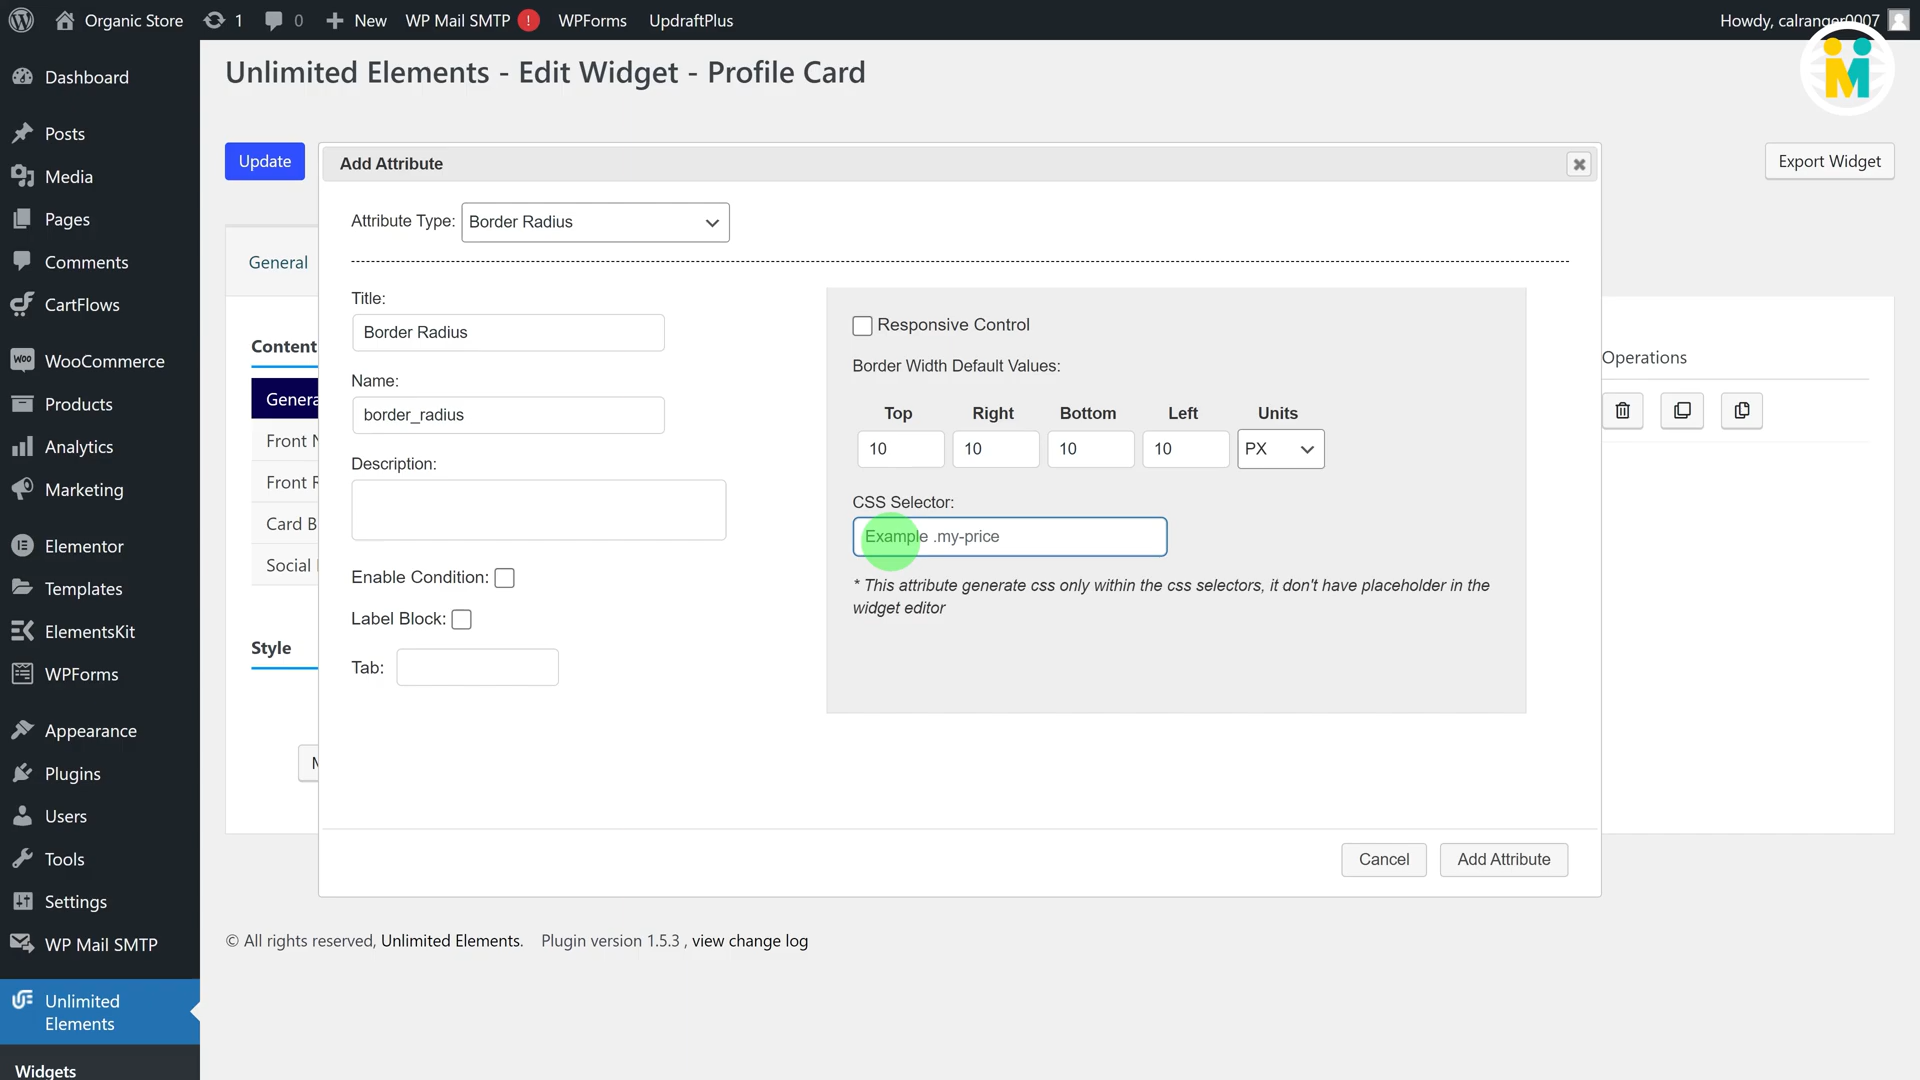 Organic Store 1 0 New WP Mail SMTP ! WPForms UpdraftPlus Howdy, calranger0007
Unlimited Elements - Edit Widget - Profile Card
M
Dashboard
Posts
Media
Pages
Comments
CartFlows
WooCommerce
Products
Analytics
Marketing
Elementor
Templates
ElementsKit
WPForms
Appearance
Plugins
Users
Tools
Settings
WP Mail SMTP
Unlimited
Elements
Widgets
Update
Export Widget
General
Content
Genera
Front N
Front
Card B
Social
Style
Operations
Add Attribute
Attribute Type: Border Radius
Title:
Border Radius
Name:
border_radius
Description:
Enable Condition:
Label Block:
Tab:
Responsive Control
Border Width Default Values:
Top Right Bottom Left Units
10 10 10 10 PX
CSS Selector:
Example .my-price
* This attribute generate css only within the css selectors, it don't have placeholder in the
widget editor
Cancel Add Attribute
© All rights reserved, Unlimited Elements. Plugin version 1.5.3 , view change log